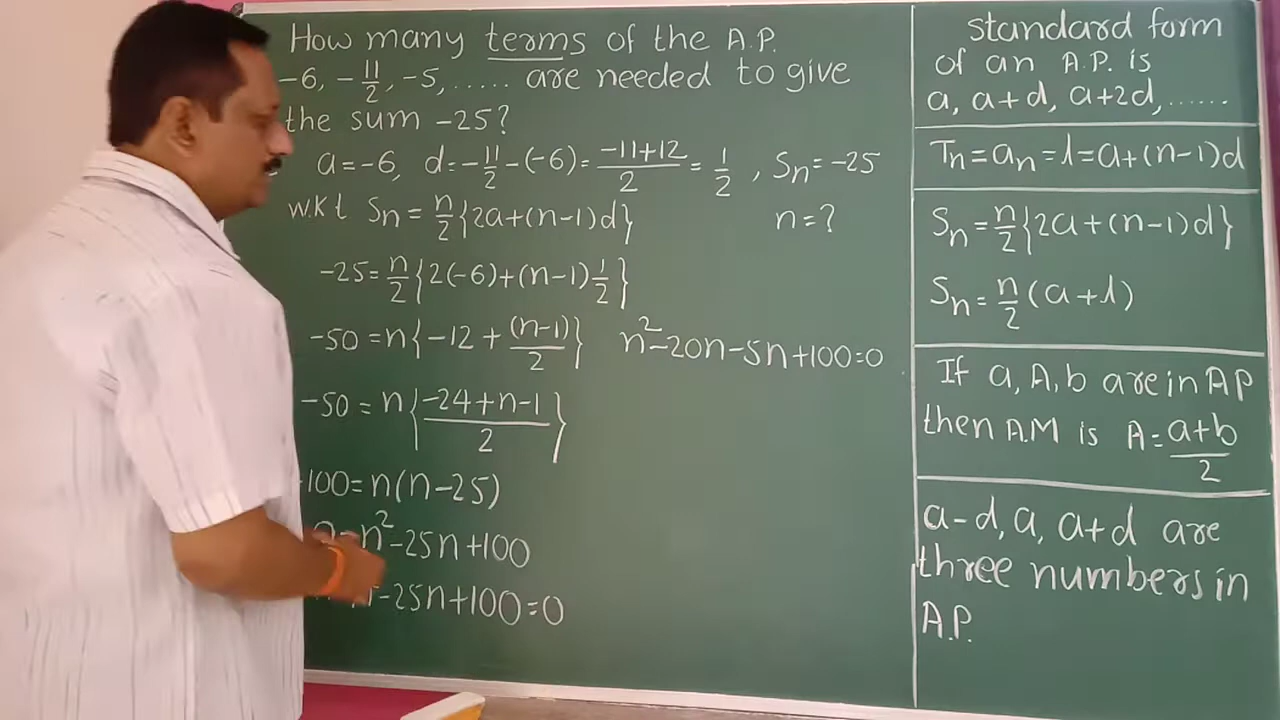 How many terms of the A.P.
-6, -11/2, -5, ..... are needed to give
the sum -25?
a=-6, d=-11/2-(-6)=(-11+12)/2=1/2, Sn=-25
w.k t Sn=n/2{2a+(n-1)d} n=?
-25=n/2{2(-6)+(n-1)1/2}
-50=n{-12+(n-1)/2}
-50=n{(-24+n-1)/2}
-100=n(n-25)
0=n²-25n+100
-25n+100=0
n²-20n-5n+100=0
standard form
of an A.P. is
a, a+d, a+2d, ......
Tn=an=l=a+(n-1)d
Sn=n/2{2a+(n-1)d}
Sn=n/2(a+l)
If a, A, b are in AP
then A.M is A=(a+b)/2
a-d, a, a+d are
three numbers in
A.P.